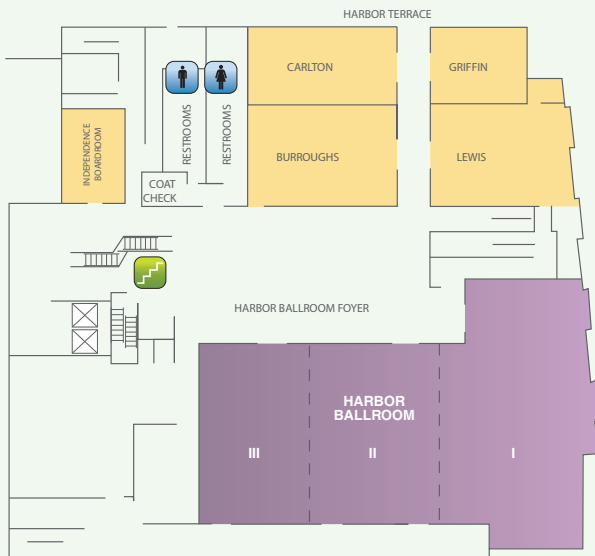 HARBOR TERRACE
CARLTON
GRIFFIN
RESTROOMS
RESTROOMS
INDEPENDENCE
BOARDROOM
BURROUGHS
LEWIS
COAT
CHECK
HARBOR BALLROOM FOYER
HARBOR
BALLROOM
III
II
I